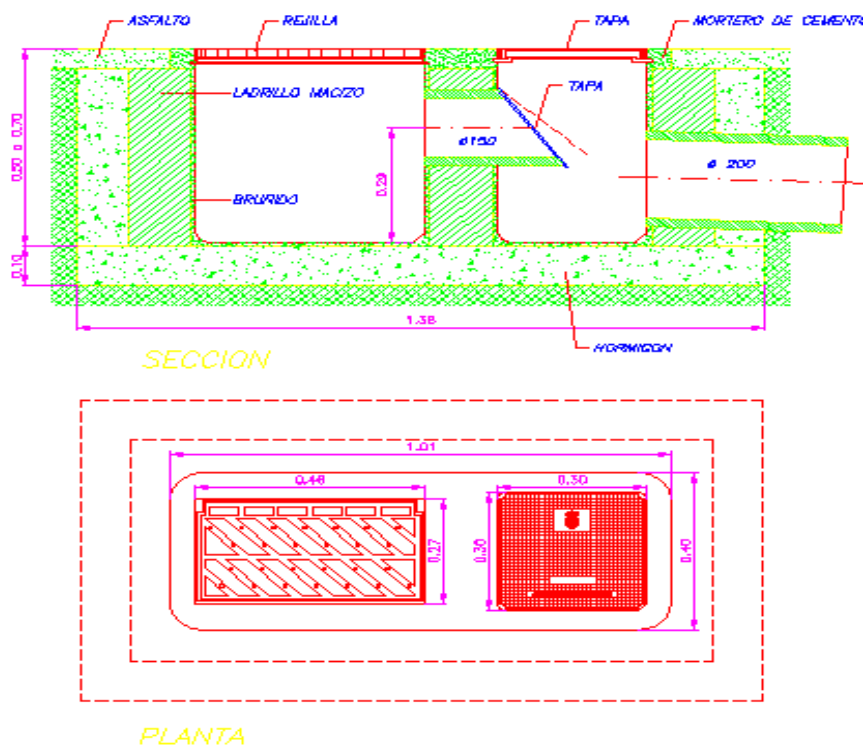 ASFALTO
REJILLA
TAPA
MORTERO DE CEMENTO
LADRILLO MACIZO
TAPA
0.50 a 0.70
ø150
ø 200
0.29
BRUÑIDO
0.10
1.38
HORMIGON
SECCION
1.01
0.46
0.30
0.27
0.30
0.40
PLANTA